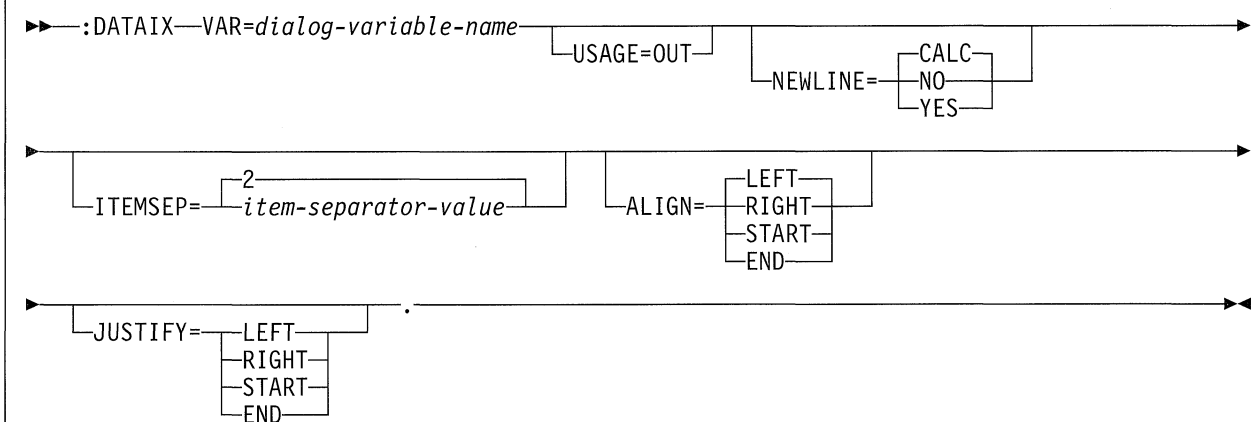 :DATAIX VAR=dialog-variable-name
USAGE=OUT
NEWLINE=
CALC
NO
YES
ITEMSEP=
2
item-separator-value
ALIGN=
LEFT
RIGHT
START
END
JUSTIFY=
LEFT
RIGHT
START
END
.